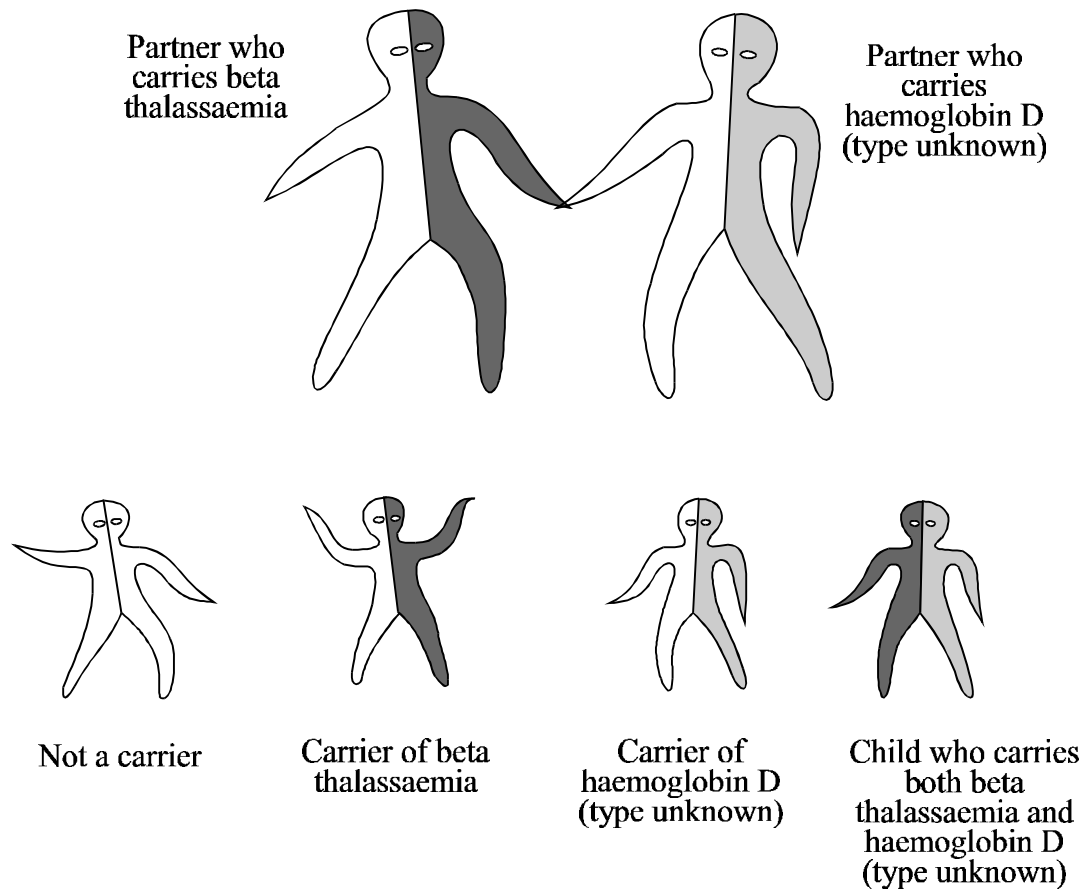 Partner who
carries beta
thalassaemia
Partner who
carries
haemoglobin D
(type unknown)
Not a carrier
Carrier of beta
thalassaemia
Carrier of
haemoglobin D
(type unknown)
Child who carries
both beta
thalassaemia and
haemoglobin D
(type unknown)